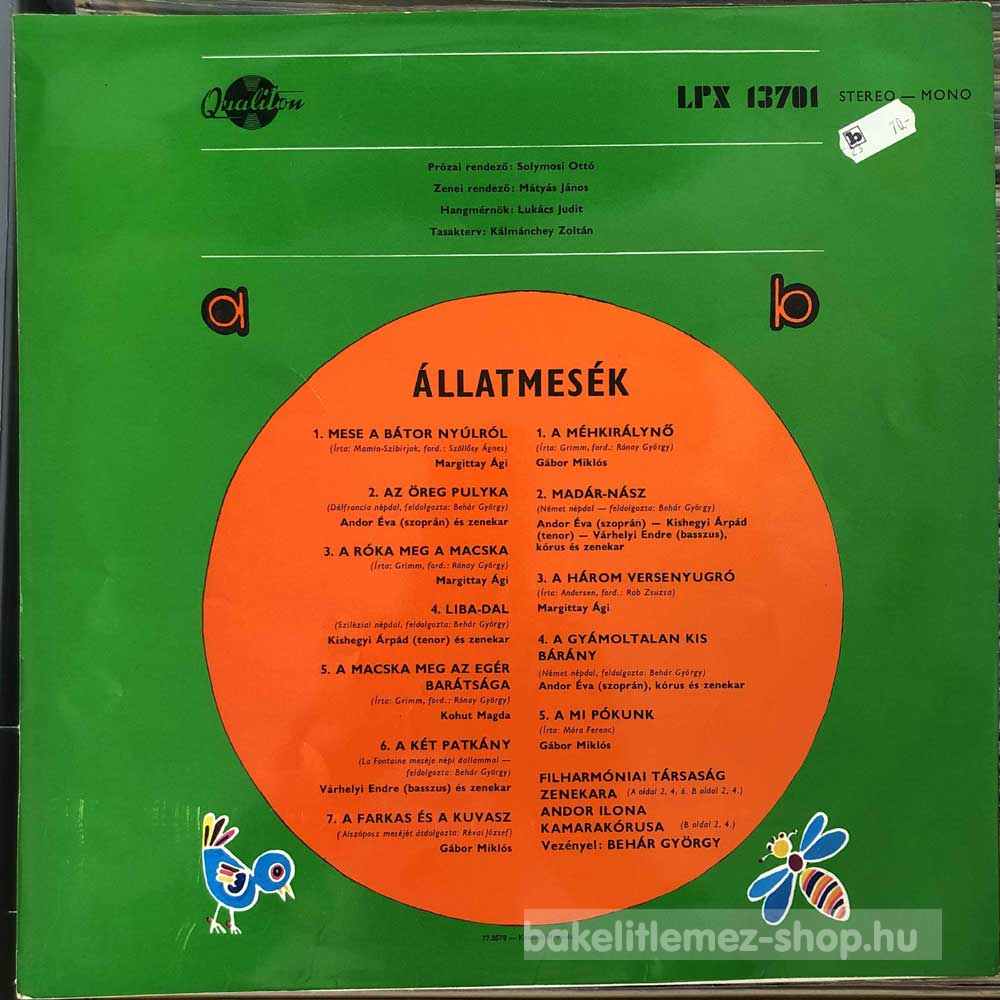 Qualiton
LPX 13701 STEREO — MONO
b 70.-
23
Prózai rendező: Solymosi Ottó
Zenei rendező: Mátyás János
Hangmérnök: Lukács Judit
Tasakterv: Kálmánchey Zoltán
a
b
ÁLLATMESÉK
1. MESE A BÁTOR NYÚLRÓL
(Írta: Mamin-Szibirjak, ford.: Szöllősy Ágnes)
Margittay Ági
2. AZ ÖREG PULYKA
(Délfrancia népdal, feldolgozta: Behár György)
Andor Éva (szoprán) és zenekar
3. A RÓKA MEG A MACSKA
(Írta: Grimm, ford.: Rónay György)
Margittay Ági
4. LIBA-DAL
(Sziléziai népdal, feldolgozta: Behár György)
Kishegyi Árpád (tenor) és zenekar
5. A MACSKA MEG AZ EGÉR
BARÁTSÁGA
(Írta: Grimm, ford.: Rónay György)
Kohut Magda
6. A KÉT PATKÁNY
(La Fontaine meséje népi dallammal —
feldolgozta: Behár György)
Várhelyi Endre (basszus) és zenekar
7. A FARKAS ÉS A KUVASZ
(Aiszóposz meséjét átdolgozta: Révai József)
Gábor Miklós
1. A MÉHKIRÁLYNŐ
(Írta: Grimm, ford.: Rónay György)
Gábor Miklós
2. MADÁR-NÁSZ
(Német népdal — feldolgozta: Behár György)
Andor Éva (szoprán) — Kishegyi Árpád
(tenor) — Várhelyi Endre (basszus),
kórus és zenekar
3. A HÁROM VERSENYUGRÓ
(Írta: Andersen, ford.: Rab Zsuzsa)
Margittay Ági
4. A GYÁMOLTALAN KIS
BÁRÁNY
(Német népdal, feldolgozta: Behár György)
Andor Éva (szoprán), kórus és zenekar
5. A MI PÓKUNK
(Írta: Móra Ferenc)
Gábor Miklós
FILHARMÓNIAI TÁRSASÁG
ZENEKARA (A oldal 2, 4, 6. B oldal 2, 4.)
ANDOR ILONA
KAMARAKÓRUSA (B oldal 2, 4.)
Vezényel: BEHÁR GYÖRGY
77.5079 —
bakelitlemez-shop.hu